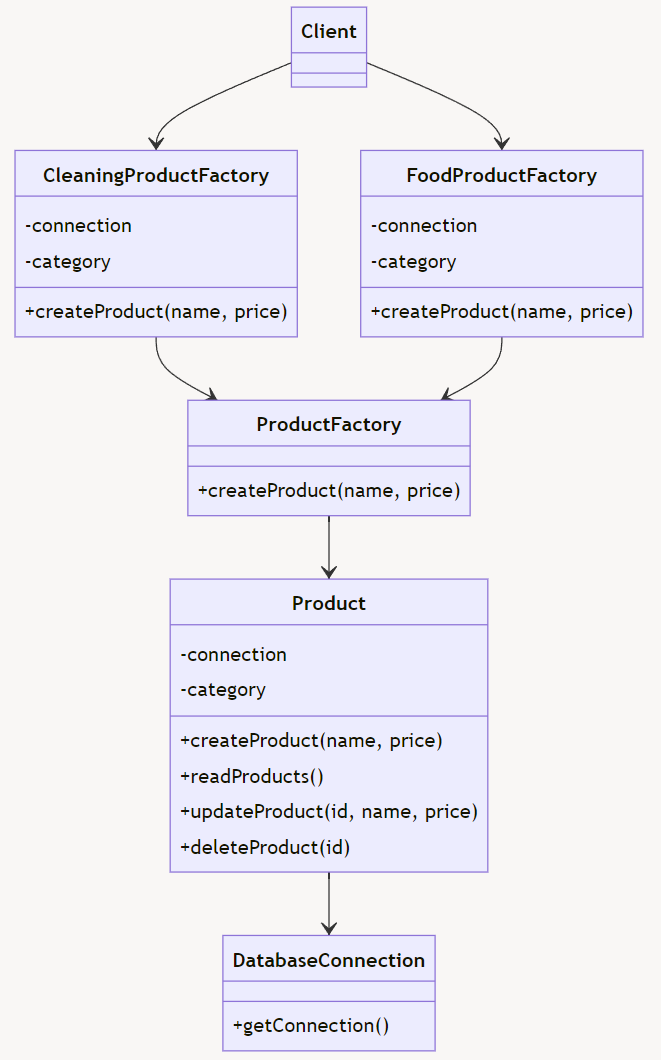 Client
CleaningProductFactory
-connection
-category
+createProduct(name, price)
FoodProductFactory
-connection
-category
+createProduct(name, price)
ProductFactory
+createProduct(name, price)
Product
-connection
-category
+createProduct(name, price)
+readProducts()
+updateProduct(id, name, price)
+deleteProduct(id)
DatabaseConnection
+getConnection()